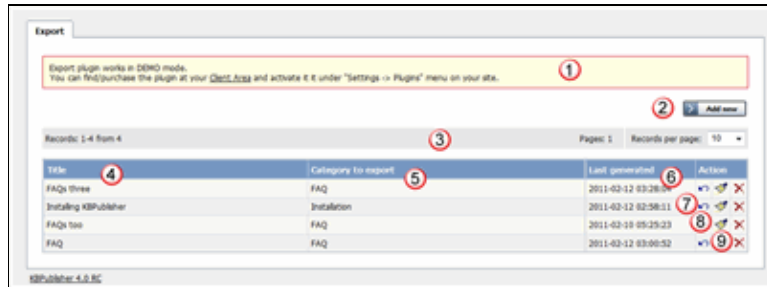 Export
Export plugin works in DEMO mode.
You can find/purchase the plugin at your Client Area and activate it it under "Settings -> Plugins" menu on your site.
1
2 Add new
Records: 1-4 from 4 3 Pages: 1 Records per page: 10
Title 4 Category to export 5 Last generated 6 Action
FAQs three FAQ 2011-02-12 03:28:04
Instaling KBPublisher Instalation 2011-02-12 02:58:11 7
FAQs too FAQ 2011-02-10 05:25:23 8
FAQ FAQ 2011-02-12 03:00:52 9
KBPublisher 4.0 RC